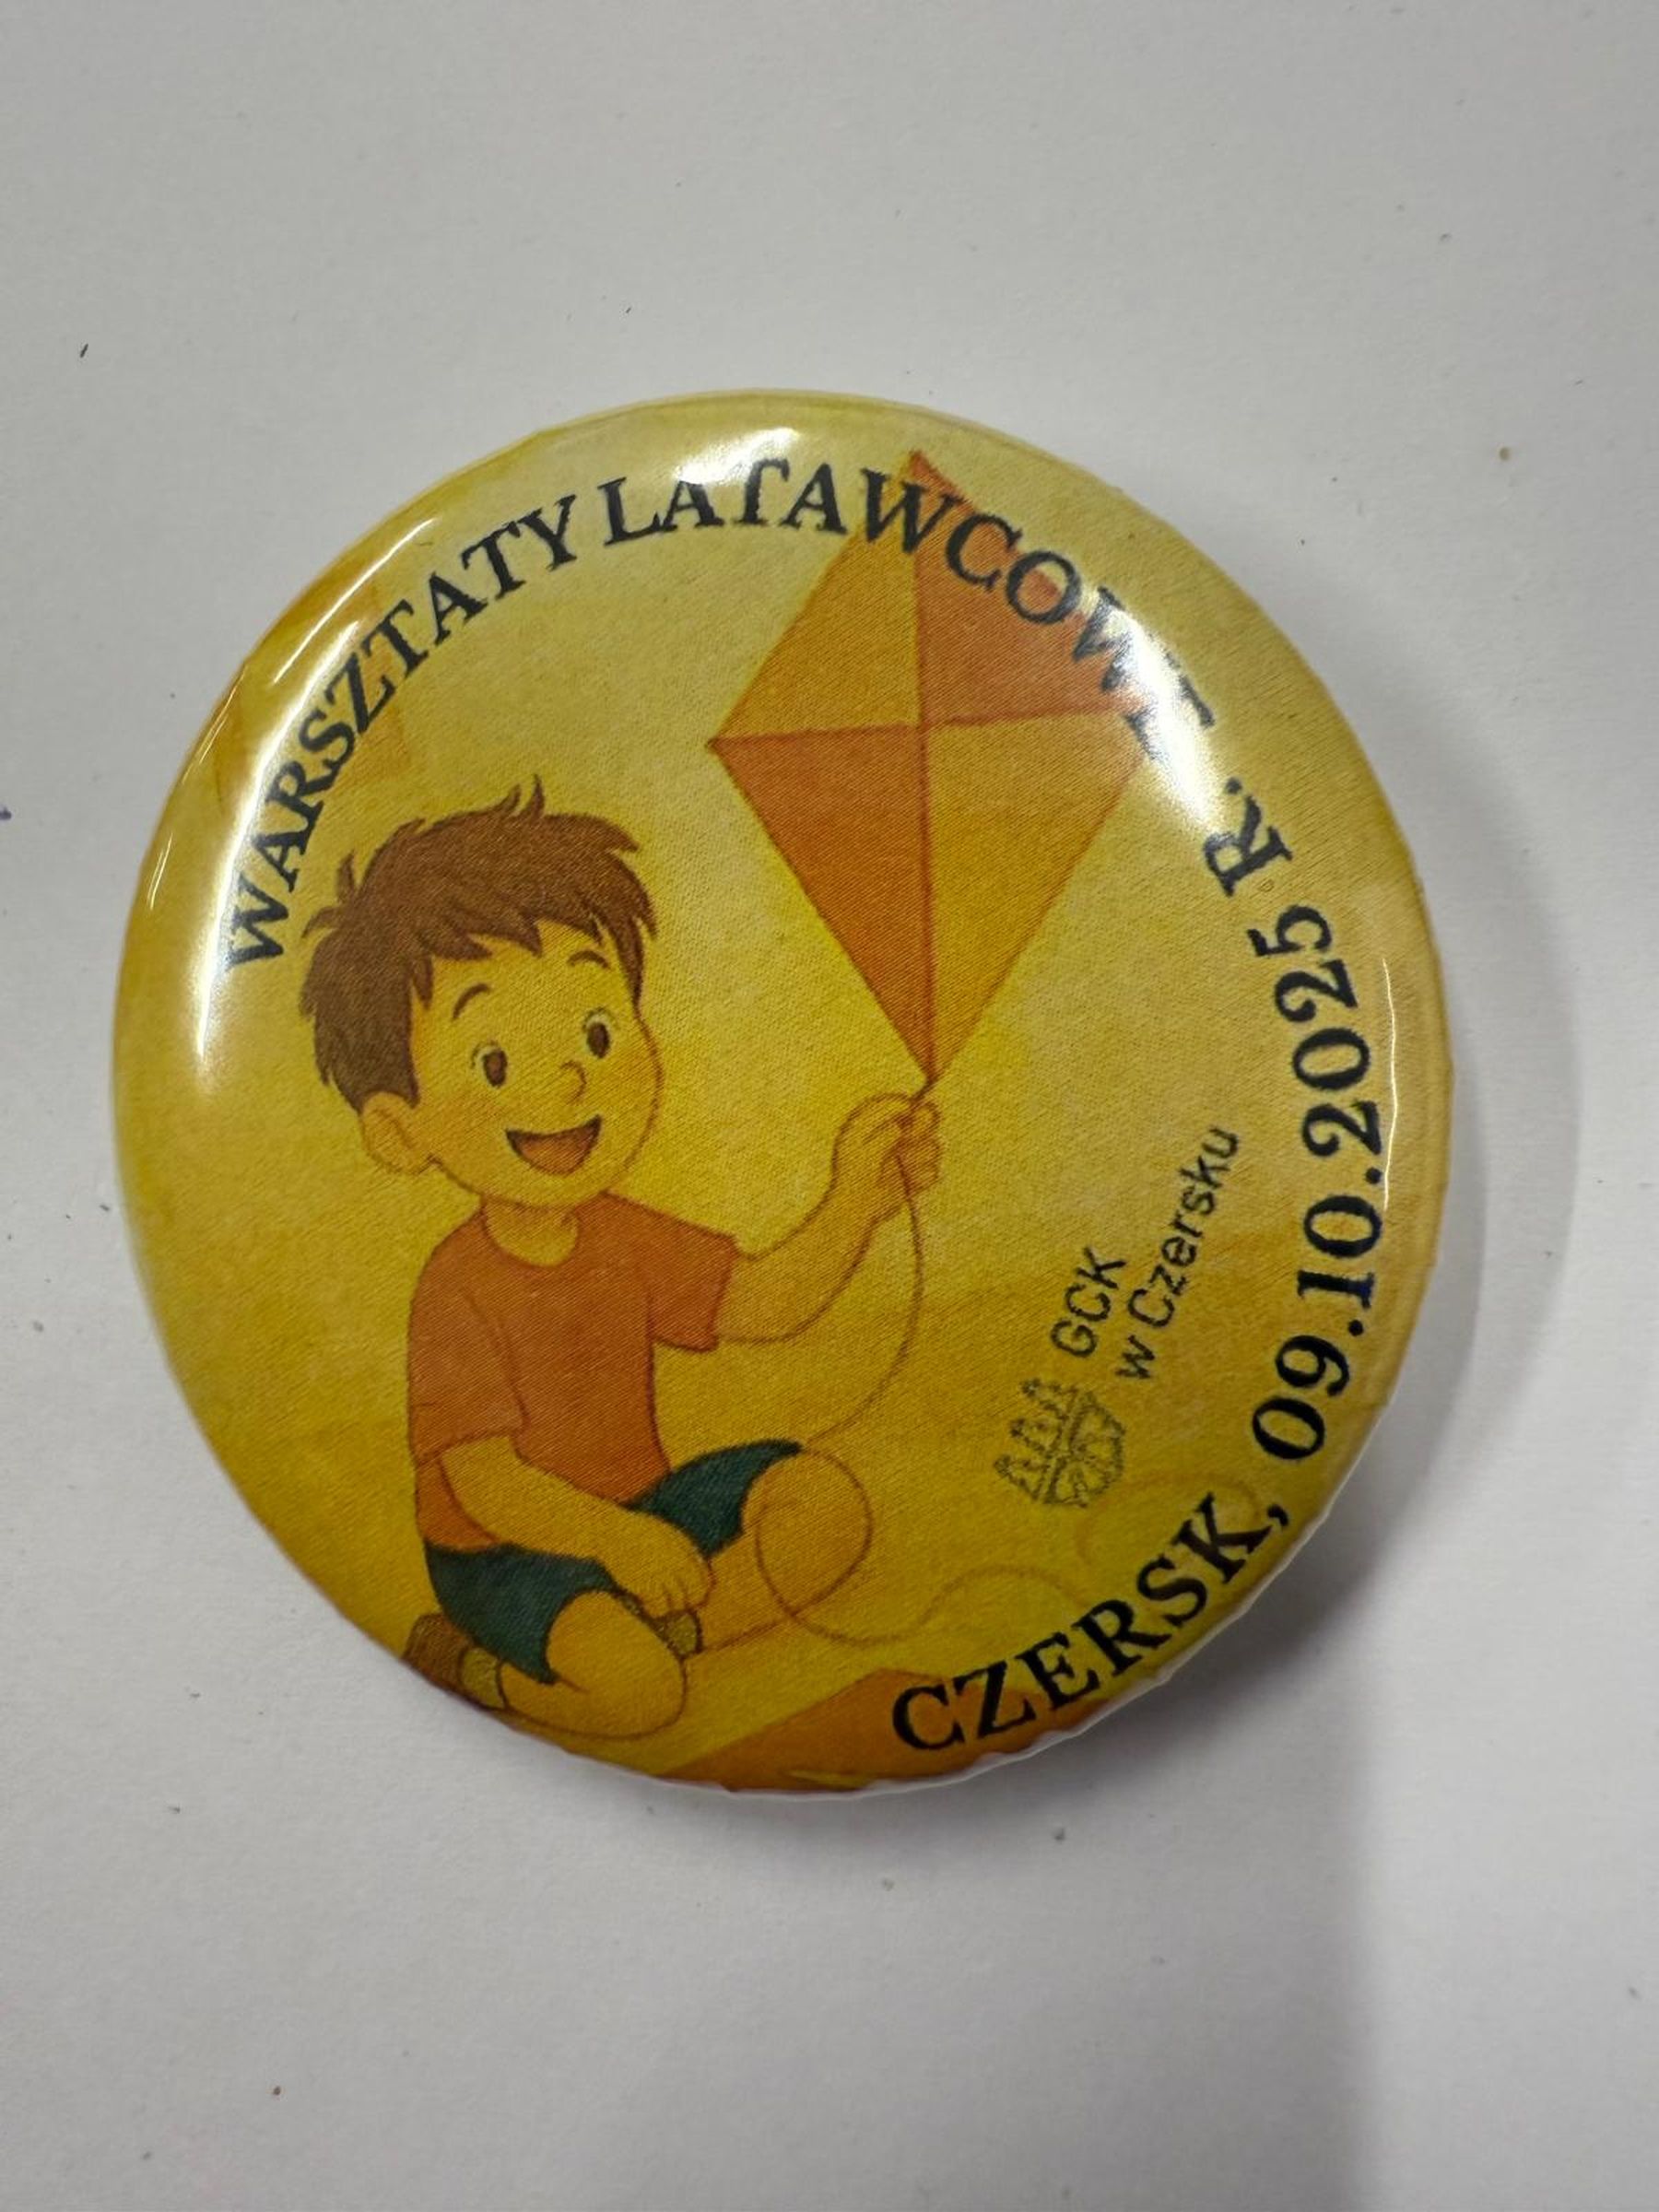 WARSZTATY LATAWCOWE
CZERSK, 09.10.2025 R.
GCK
w Czersku